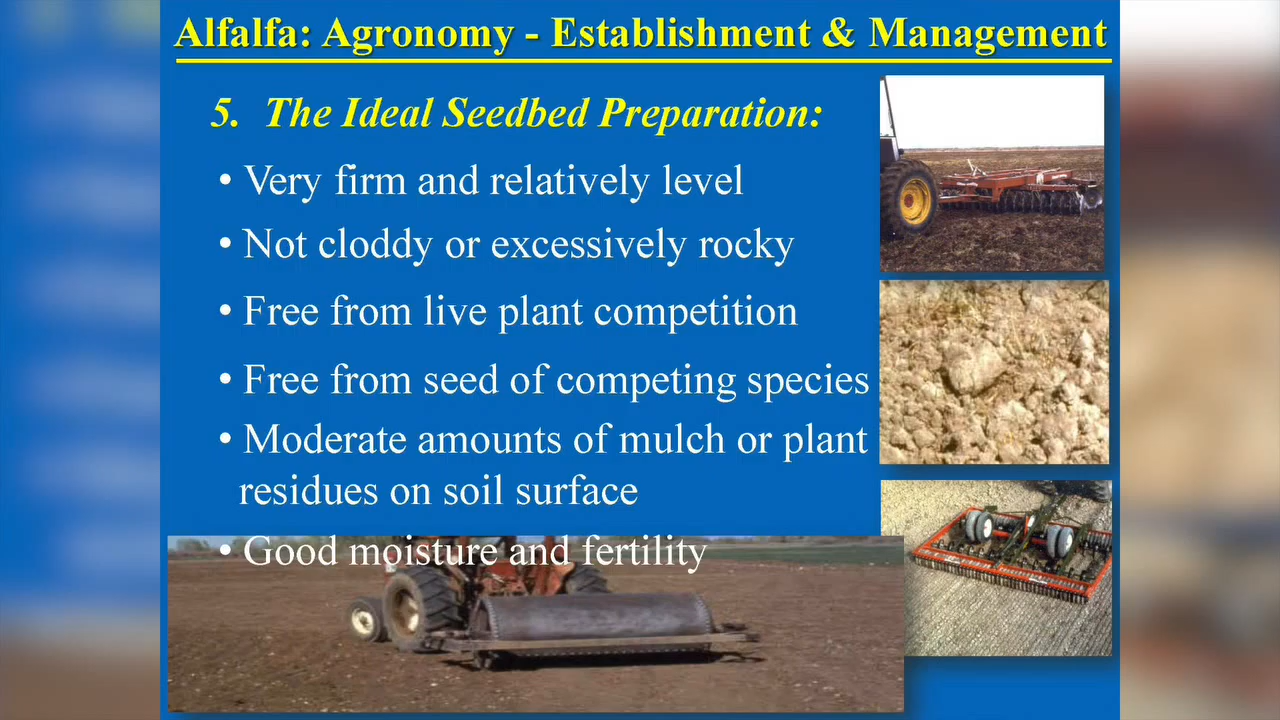 Alfalfa: Agronomy - Establishment & Management
5. The Ideal Seedbed Preparation:
• Very firm and relatively level
• Not cloddy or excessively rocky
• Free from live plant competition
• Free from seed of competing species
• Moderate amounts of mulch or plant
residues on soil surface
• Good moisture and fertility